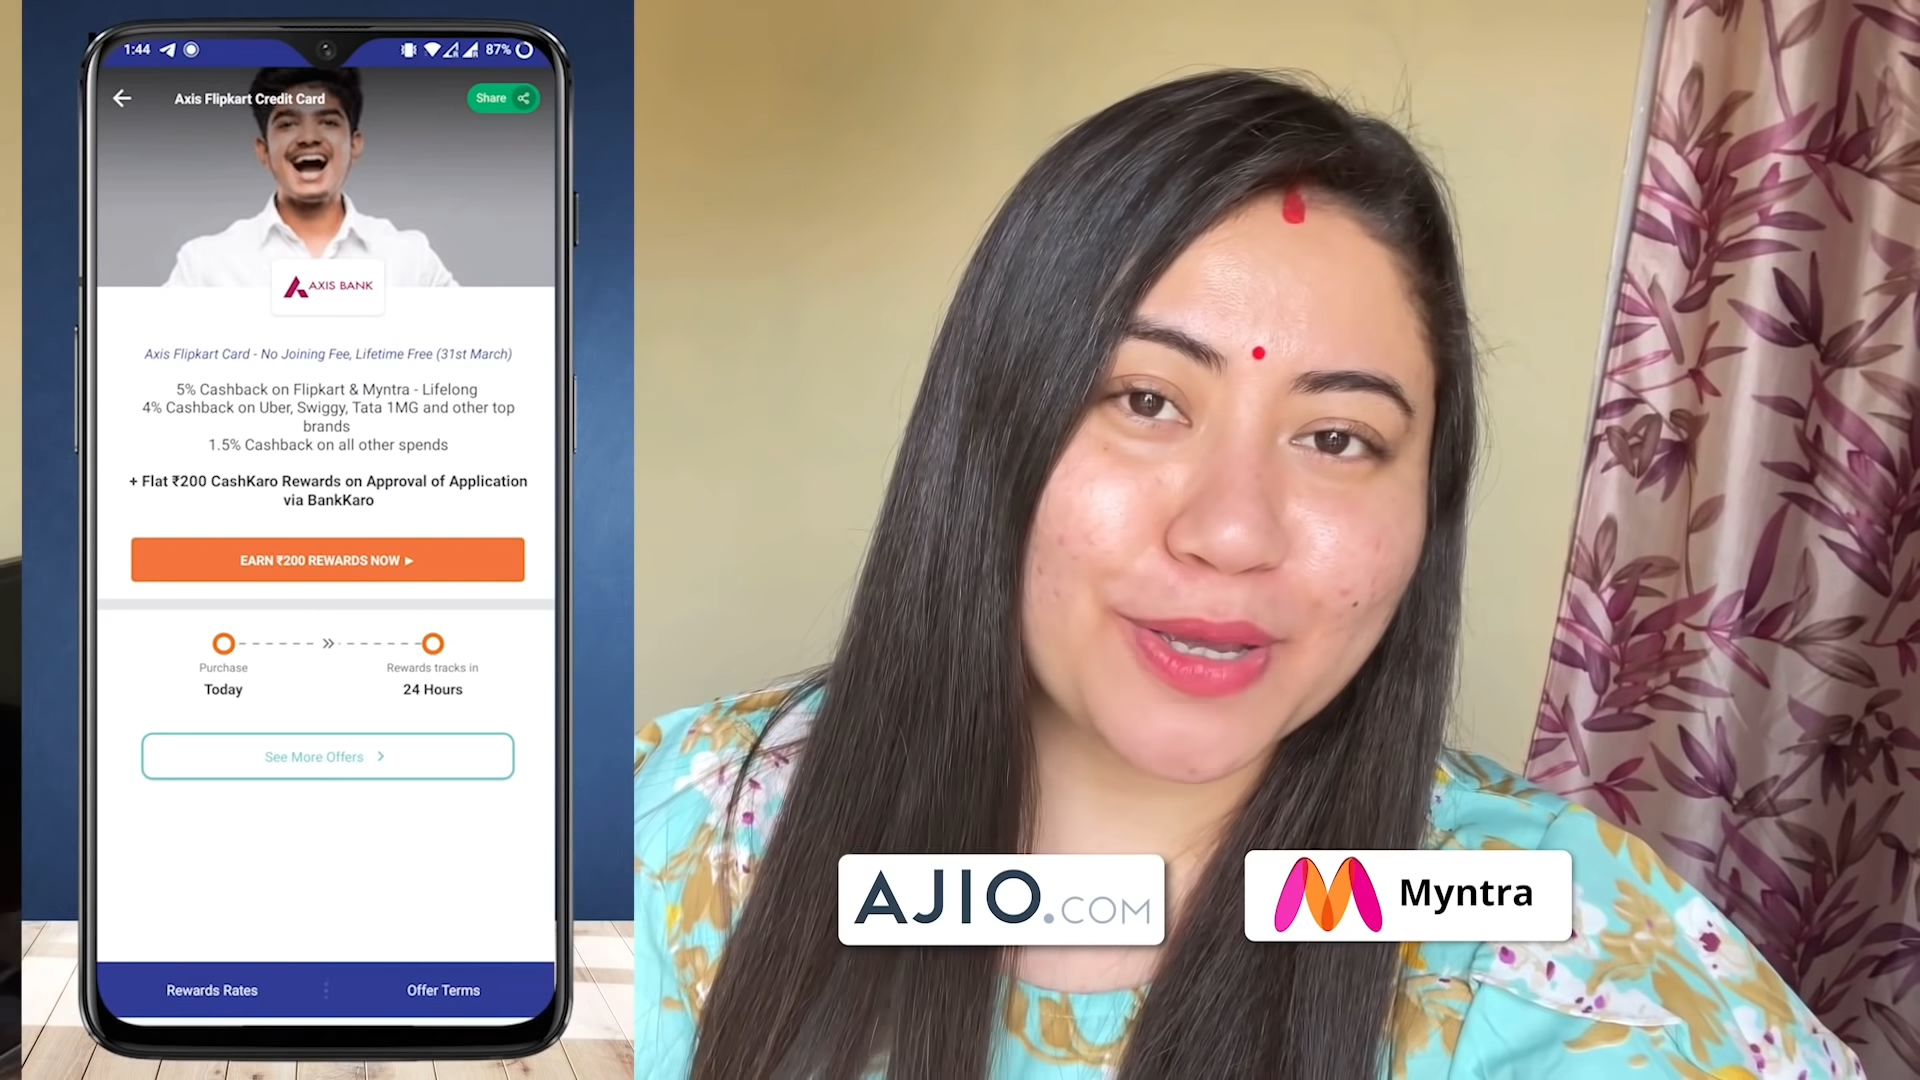 1:44
87%
Axis Flipkart Credit Card
Share
AXIS BANK
Axis Flipkart Card - No Joining Fee, Lifetime Free (31st March)
5% Cashback on Flipkart & Myntra - Lifelong
4% Cashback on Uber, Swiggy, Tata 1MG and other top
brands
1.5% Cashback on all other spends
+ Flat ₹200 CashKaro Rewards on Approval of Application
via BankKaro
EARN ₹200 REWARDS NOW ►
Purchase
Today
Rewards tracks in
24 Hours
See More Offers >
Rewards Rates
Offer Terms
AJIO.COM
Myntra